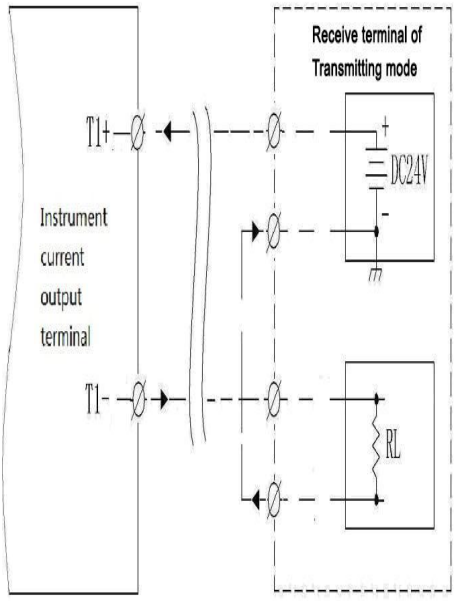 Receive terminal of
Transmitting mode
T1+
+
DC24V
-
Instrument
current
output
terminal
T1-
RL